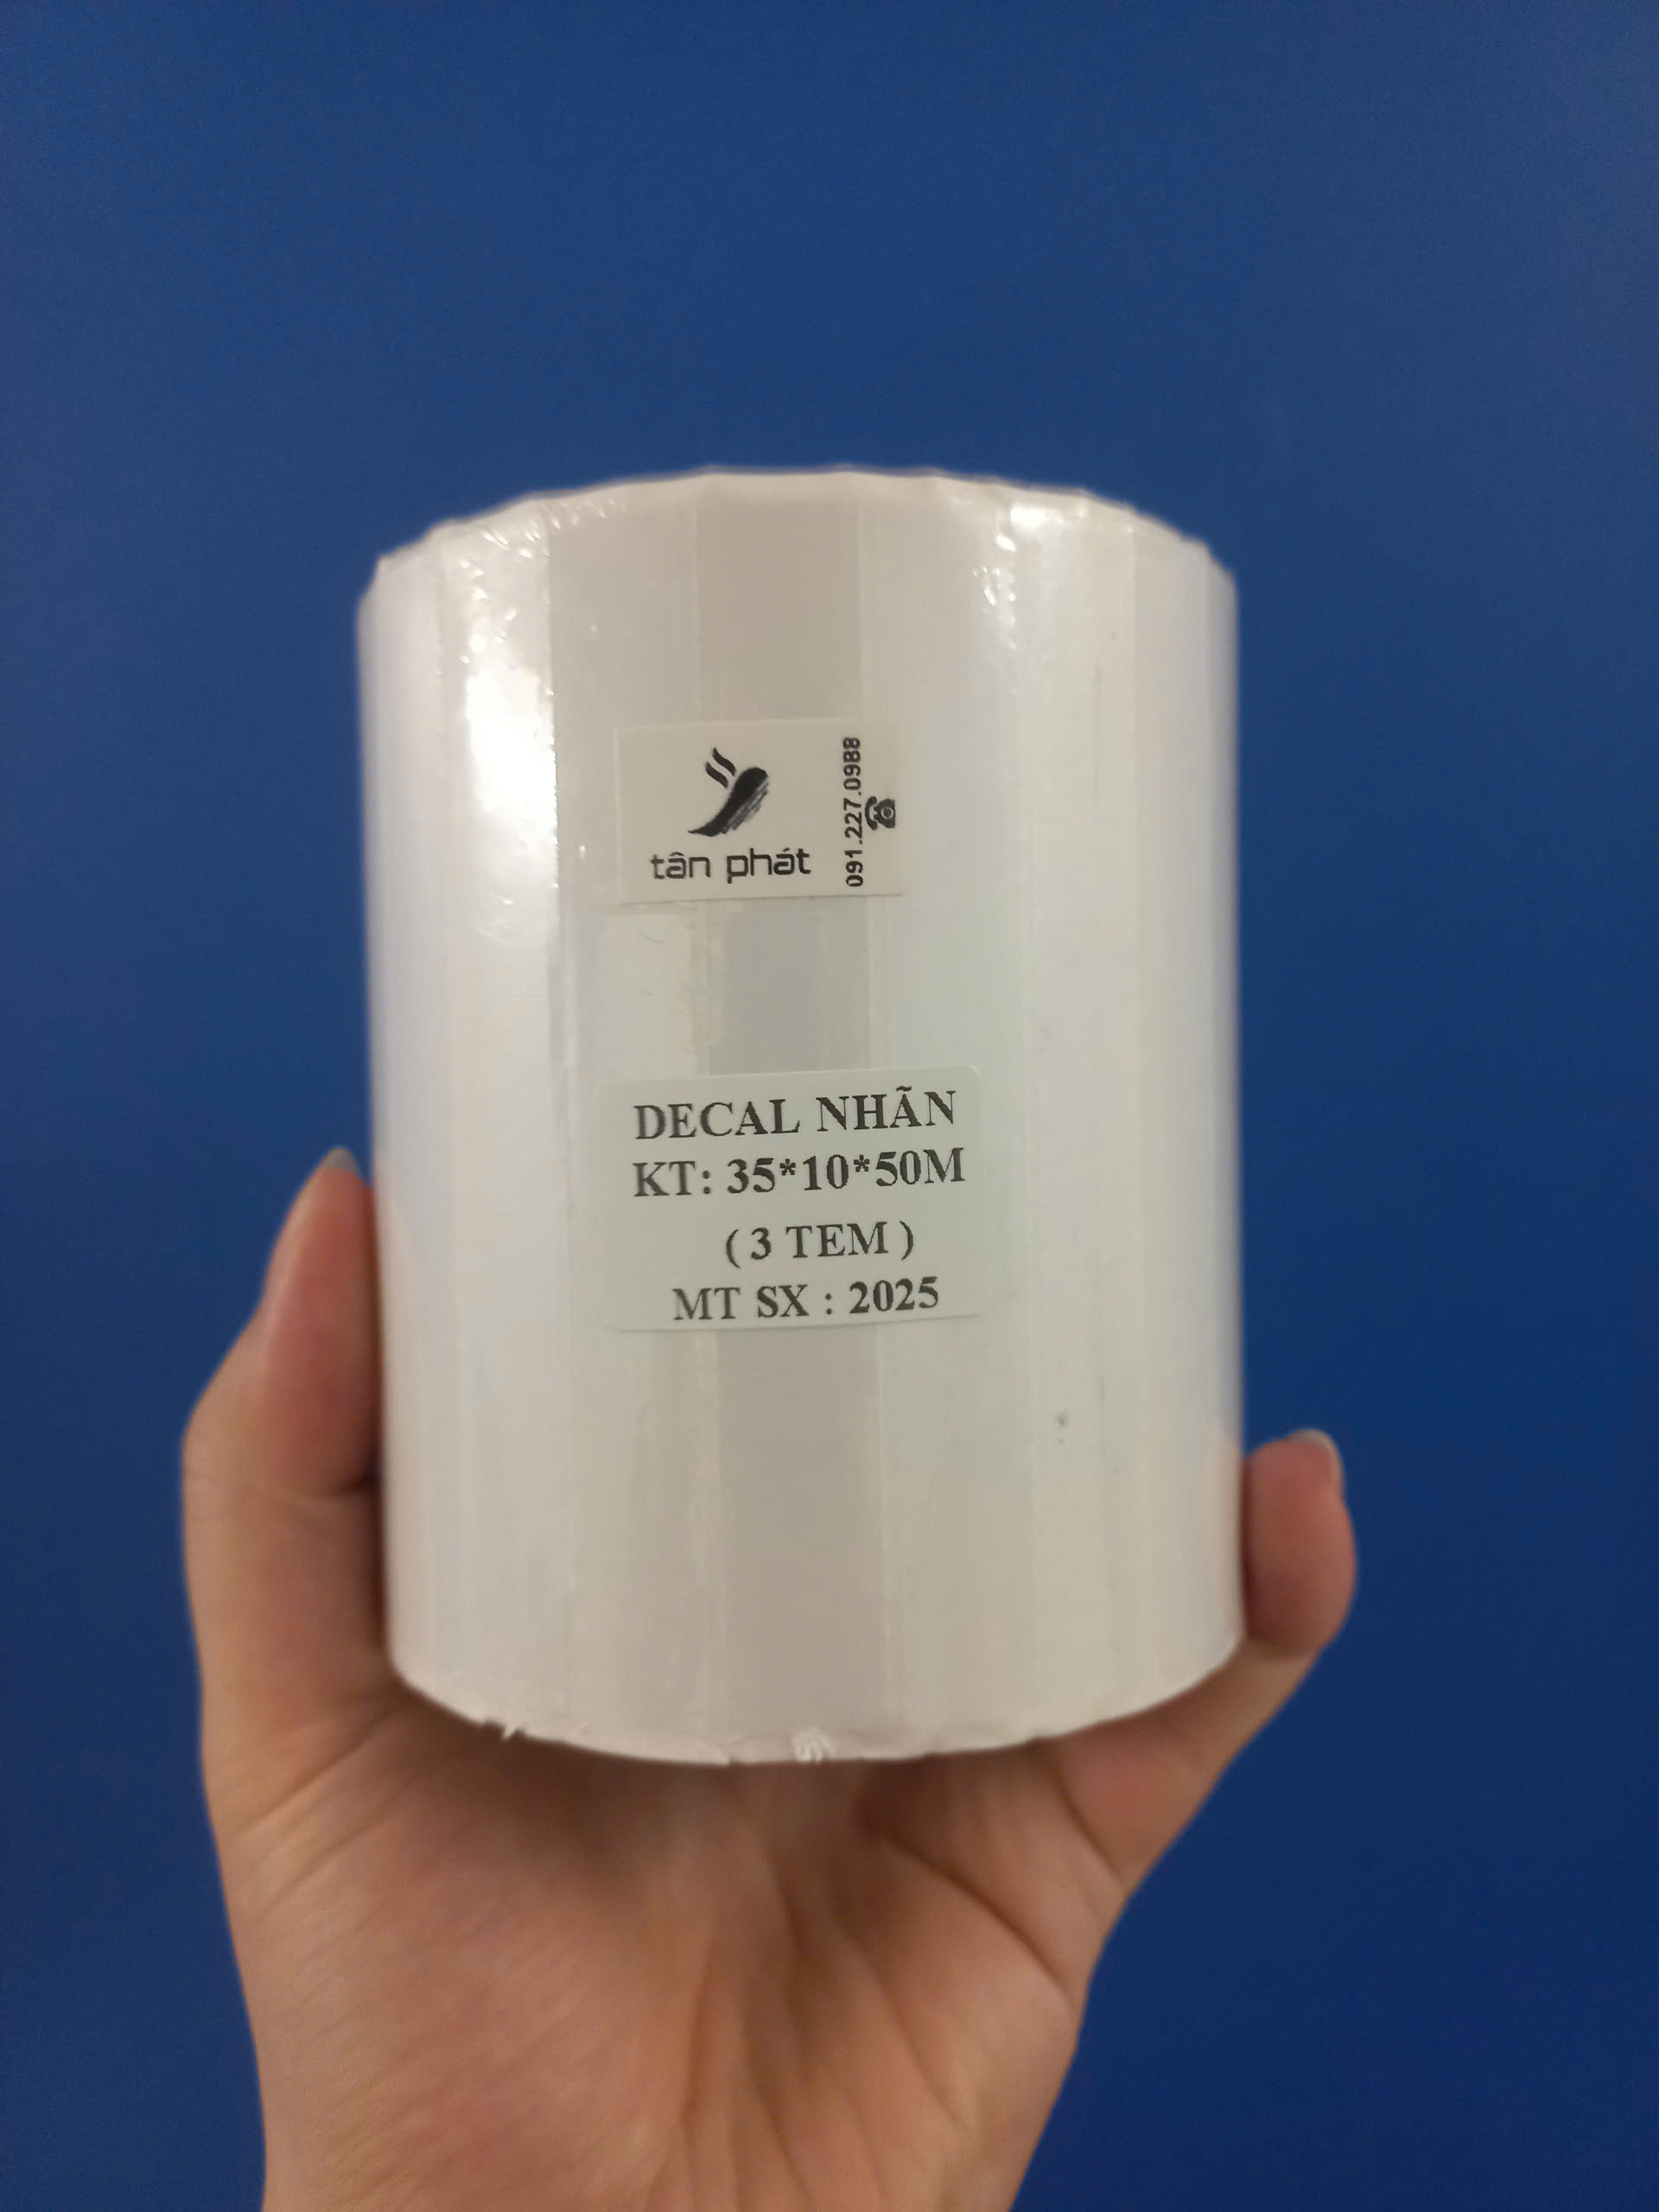 tân phát
091.227.0988
DECAL NHÃN
KT: 35*10*50M
( 3 TEM )
MT SX : 2025